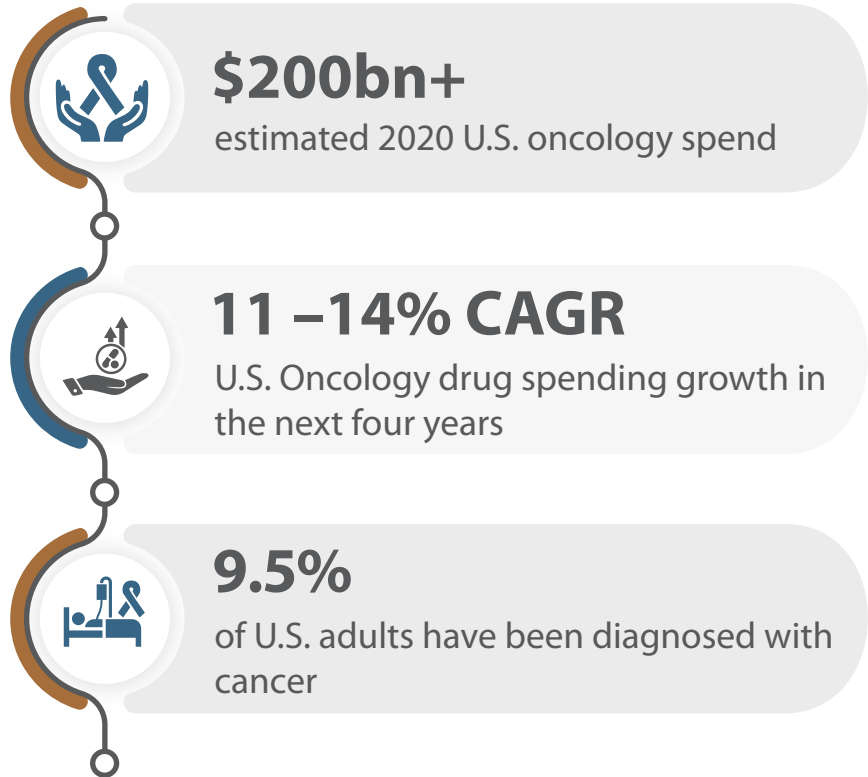 $200bn+
estimated 2020 U.S. oncology spend
11 –14% CAGR
U.S. Oncology drug spending growth in
the next four years
9.5%
of U.S. adults have been diagnosed with
cancer